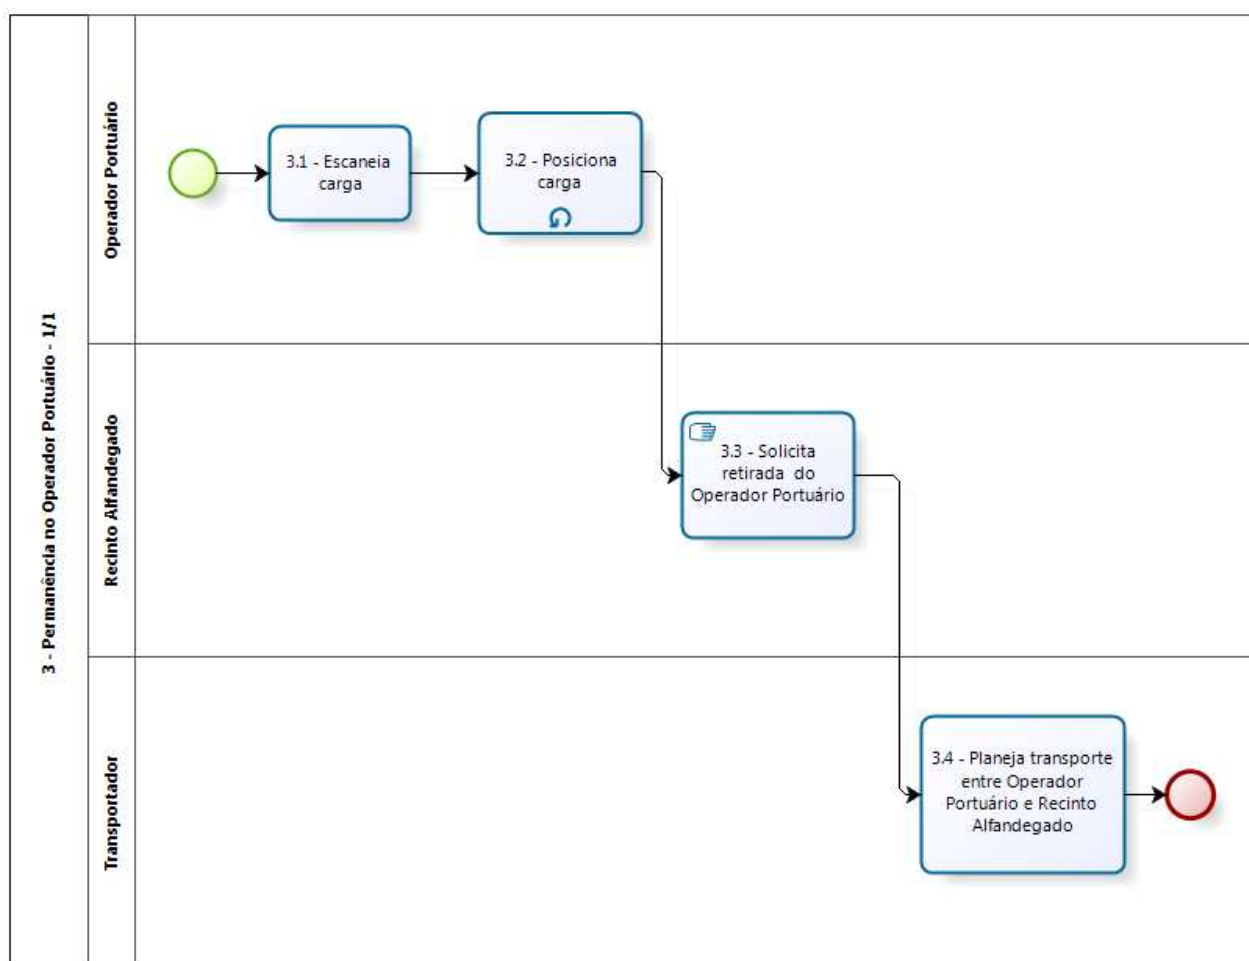 3 - Permanência no Operador Portuário - 1/1
Operador Portuário
3.1 - Escaneia
carga
3.2 - Posiciona
carga
Recinto Alfandegado
3.3 - Solicita
retirada do
Operador Portuário
Transportador
3.4 - Planeja transporte
entre Operador
Portuário e Recinto
Alfandegado